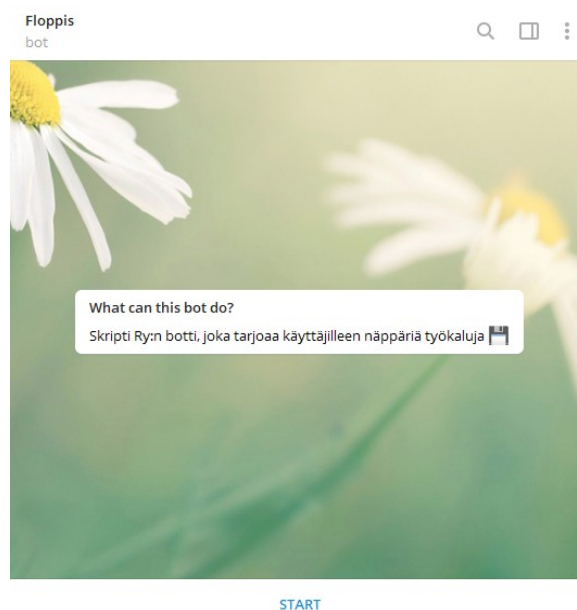 Floppis
bot
What can this bot do?
Skripti Ry:n botti, joka tarjoaa käyttäjilleen näppäriä työkaluja 💾
START